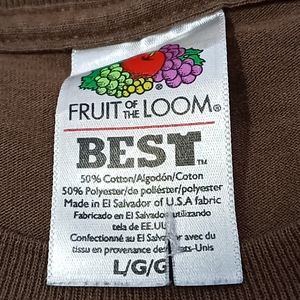 FRUIT OF THE LOOM®
BEST™
50% Cotton/Algodón/Coton
50% Polyester/de poliéster/polyester
Made in El Salvador of U.S.A fabric
Fabricado en El Salvador utilizando
tela de EE.UU
Confectionné au El Salvador avec du
tissu en provenance des États-Unis
L/G/G